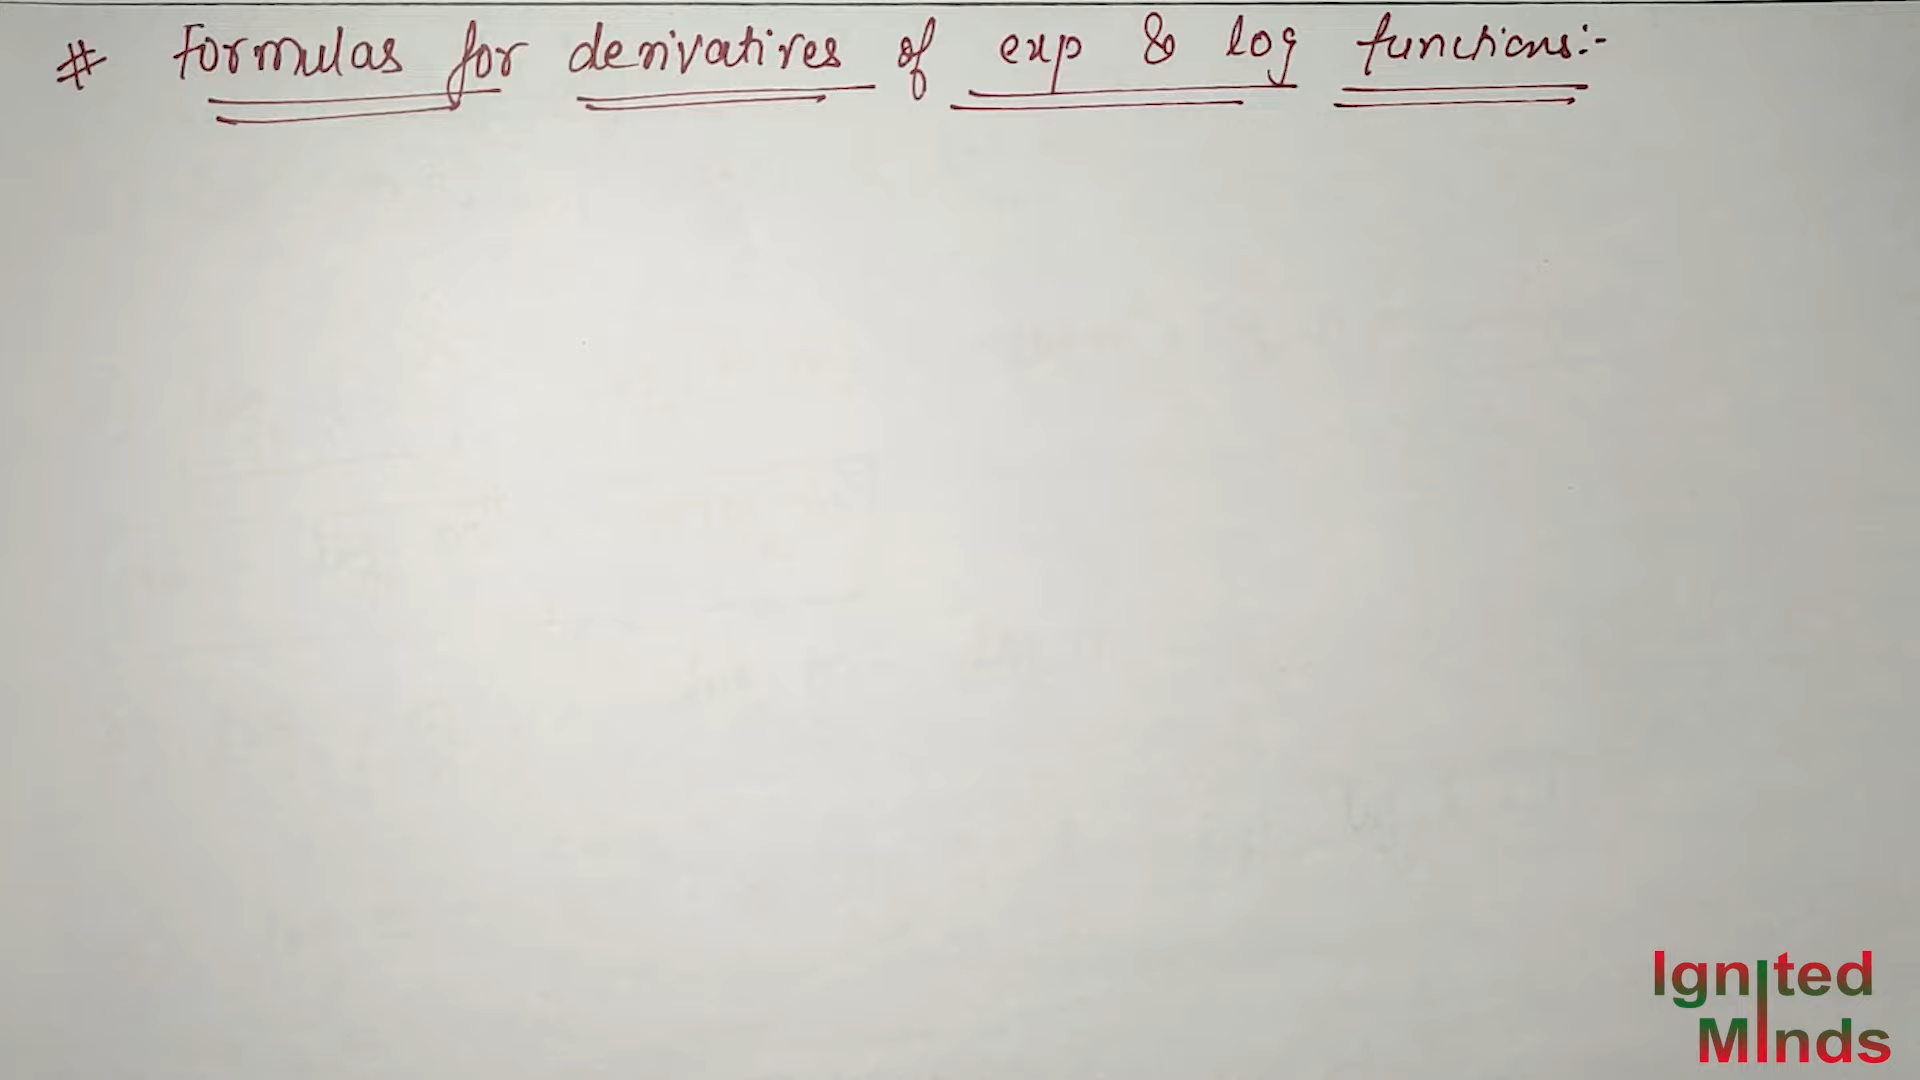 # Formulas for derivatives of exp & log functions:-
Ignited
Minds